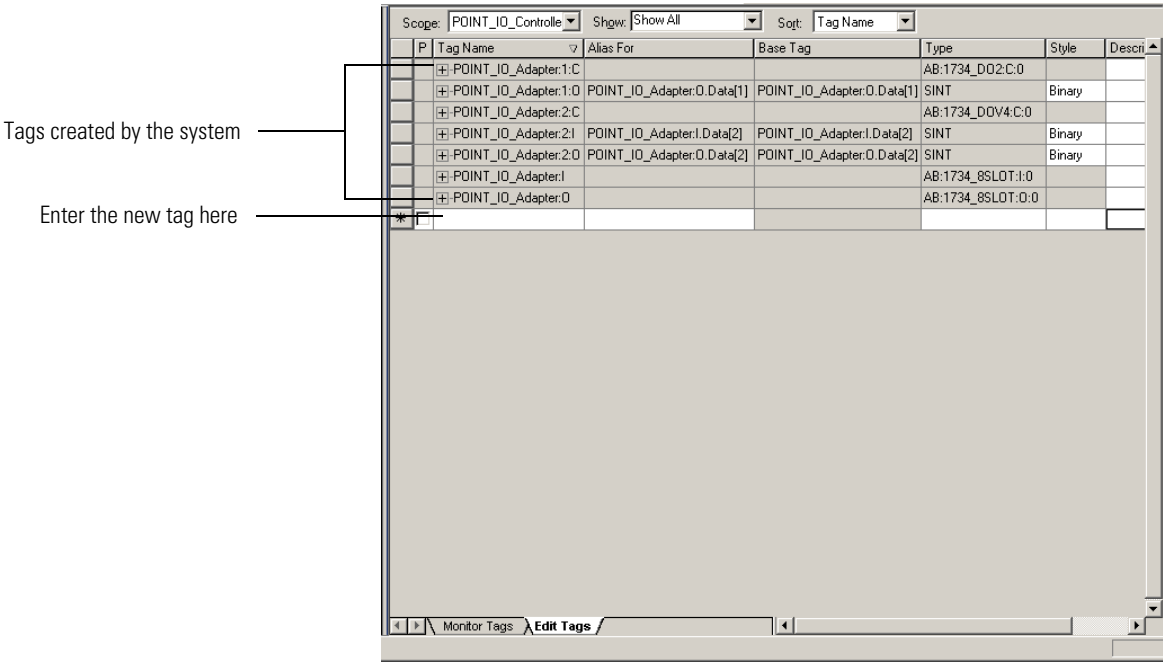 Scope: POINT_IO_Controlle Show: Show All Sort: Tag Name
P Tag Name Alias For Base Tag Type Style Descri
POINT_IO_Adapter:1:C AB:1734_DO2:C:0
POINT_IO_Adapter:1:O POINT_IO_Adapter:O.Data[1] POINT_IO_Adapter:O.Data[1] SINT Binary
POINT_IO_Adapter:2:C AB:1734_DOV4:C:0
Tags created by the system
POINT_IO_Adapter:2:I POINT_IO_Adapter:I.Data[2] POINT_IO_Adapter:I.Data[2] SINT Binary
POINT_IO_Adapter:2:O POINT_IO_Adapter:O.Data[2] POINT_IO_Adapter:O.Data[2] SINT Binary
POINT_IO_Adapter:I AB:1734_8SLOT:I:0
POINT_IO_Adapter:O AB:1734_8SLOT:O:0
Enter the new tag here
Monitor Tags Edit Tags